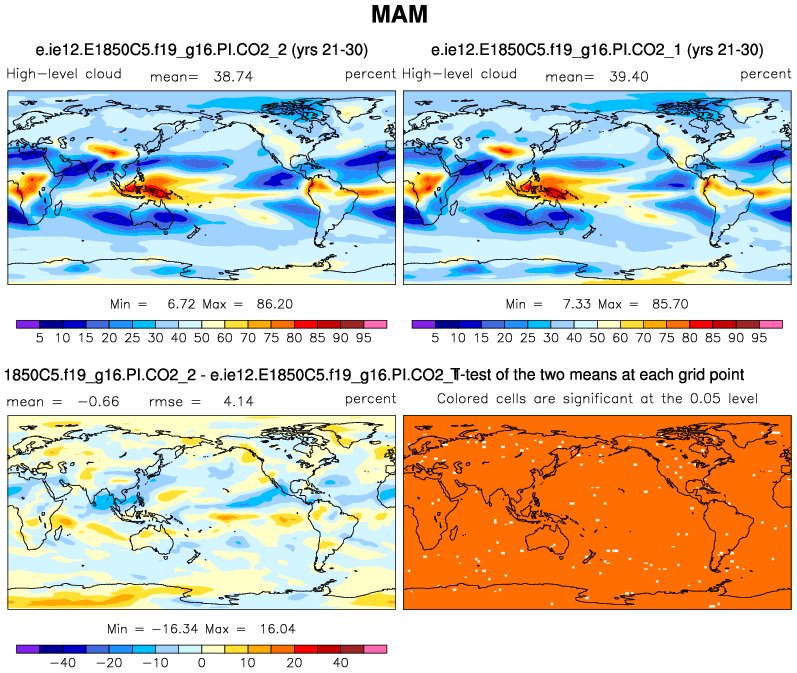 MAM
e.ie12.E1850C5.f19_g16.PI.CO2_2 (yrs 21-30)
High-level cloud mean= 38.74 percent
Min = 6.72 Max = 86.20
5 10 15 20 25 30 40 50 60 70 75 80 85 90 95
e.ie12.E1850C5.f19_g16.PI.CO2_1 (yrs 21-30)
High-level cloud mean= 39.40 percent
Min = 7.33 Max = 85.70
5 10 15 20 25 30 40 50 60 70 75 80 85 90 95
1850C5.f19_g16.PI.CO2_2 - e.ie12.E1850C5.f19_g16.PI.CO2_
mean = -0.66 rmse = 4.14 percent
Min = -16.34 Max = 16.04
-40 -20 -10 0 10 20 40
T-test of the two means at each grid point
Colored cells are significant at the 0.05 level